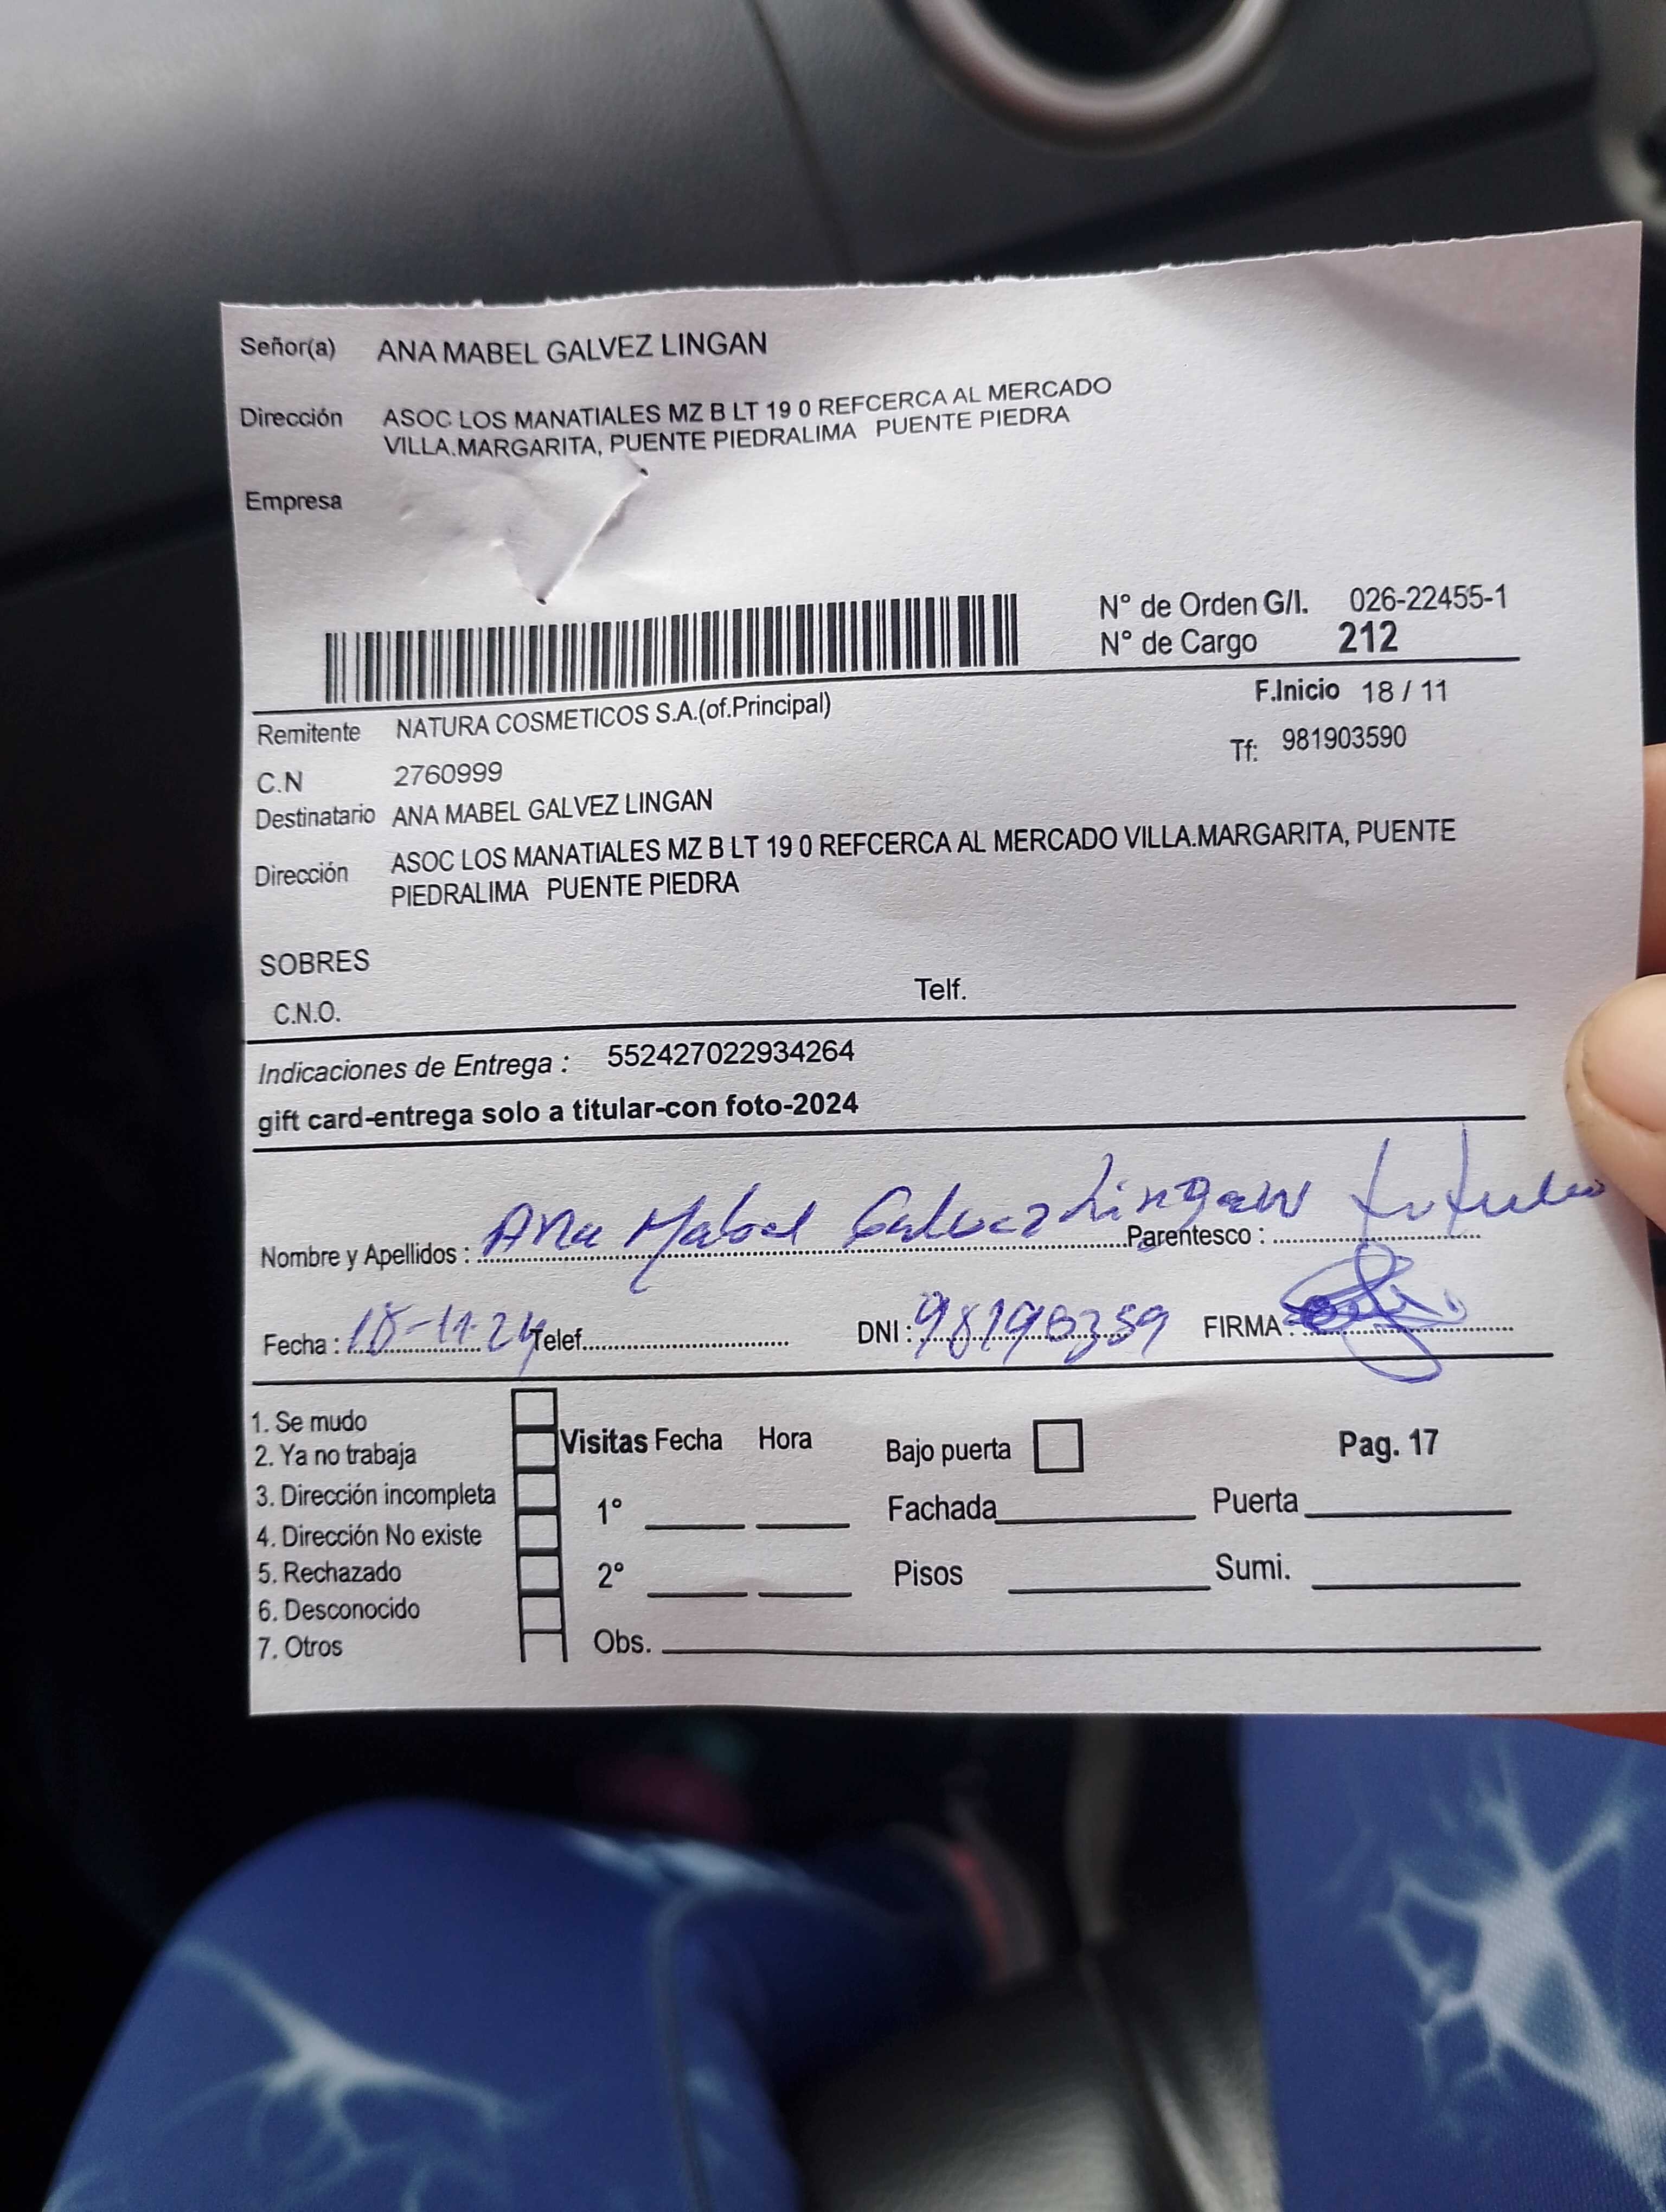 Señor(a) ANA MABEL GALVEZ LINGAN
Dirección ASOC LOS MANATIALES MZ B LT 19 0 REFCERCA AL MERCADO
VILLA.MARGARITA, PUENTE PIEDRALIMA PUENTE PIEDRA
Empresa
N° de Orden G/I. 026-22455-1
N° de Cargo 212
F.Inicio 18 / 11
Remitente NATURA COSMETICOS S.A.(of.Principal)
Tf: 981903590
C.N 2760999
Destinatario ANA MABEL GALVEZ LINGAN
Dirección ASOC LOS MANATIALES MZ B LT 19 0 REFCERCA AL MERCADO VILLA.MARGARITA, PUENTE
PIEDRALIMA PUENTE PIEDRA
SOBRES
C.N.O. Telf.
Indicaciones de Entrega : 552427022934264
gift card-entrega solo a titular-con foto-2024
Nombre y Apellidos : Ana Mabel Galvez Lingan Parentesco : titular
Fecha : 18-11-24 Telef. DNI : 98190359 FIRMA :
1. Se mudo
2. Ya no trabaja
3. Dirección incompleta
4. Dirección No existe
5. Rechazado
6. Desconocido
7. Otros
Visitas Fecha Hora Bajo puerta Pag. 17
1° Fachada Puerta
2° Pisos Sumi.
Obs.